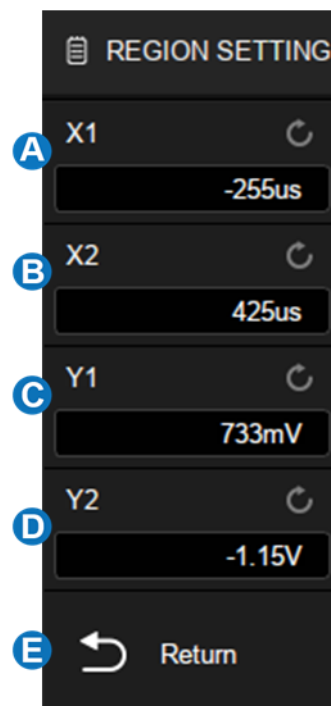 REGION SETTING
A
X1
-255us
B
X2
425us
C
Y1
733mV
D
Y2
-1.15V
E
Return